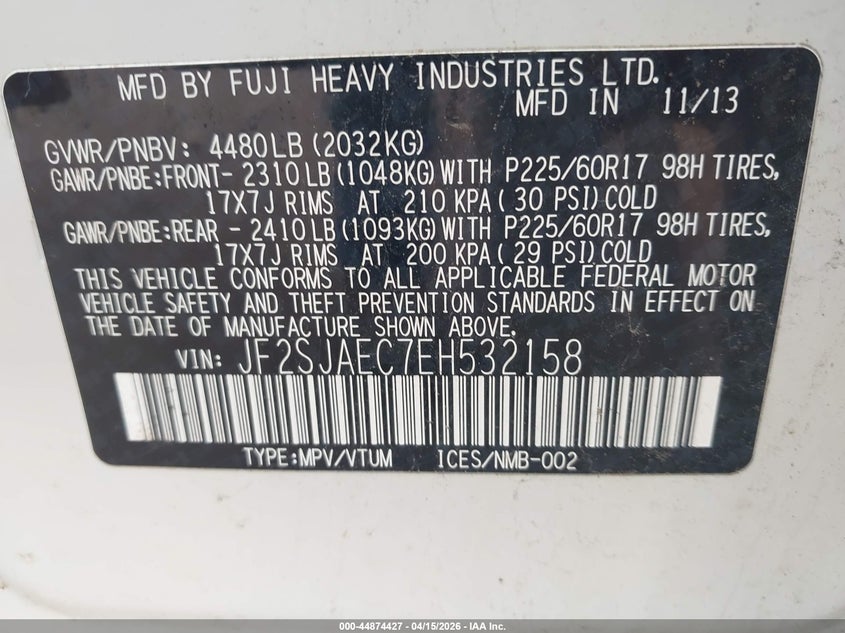 MFD BY FUJI HEAVY INDUSTRIES LTD.
MFD IN 11/13
GVWR/PNBV: 4480LB(2032KG)
GAWR/PNBE:FRONT- 2310LB(1048KG)WITH P225/60R17 98H TIRES,
17X7J RIMS AT 210 KPA(30 PSI)COLD
GAWR/PNBE:REAR - 2410LB(1093KG)WITH P225/60R17 98H TIRES,
17X7J RIMS AT 200 KPA(29 PSI)COLD
THIS VEHICLE CONFORMS TO ALL APPLICABLE FEDERAL MOTOR
VEHICLE SAFETY AND THEFT PREVENTION STANDARDS IN EFFECT ON
THE DATE OF MANUFACTURE SHOWN ABOVE.
VIN: JF2SJAEC7EH532158
TYPE:MPV/VTUM ICES/NMB-002
000-44874427 - 04/15/2026 - IAA Inc.